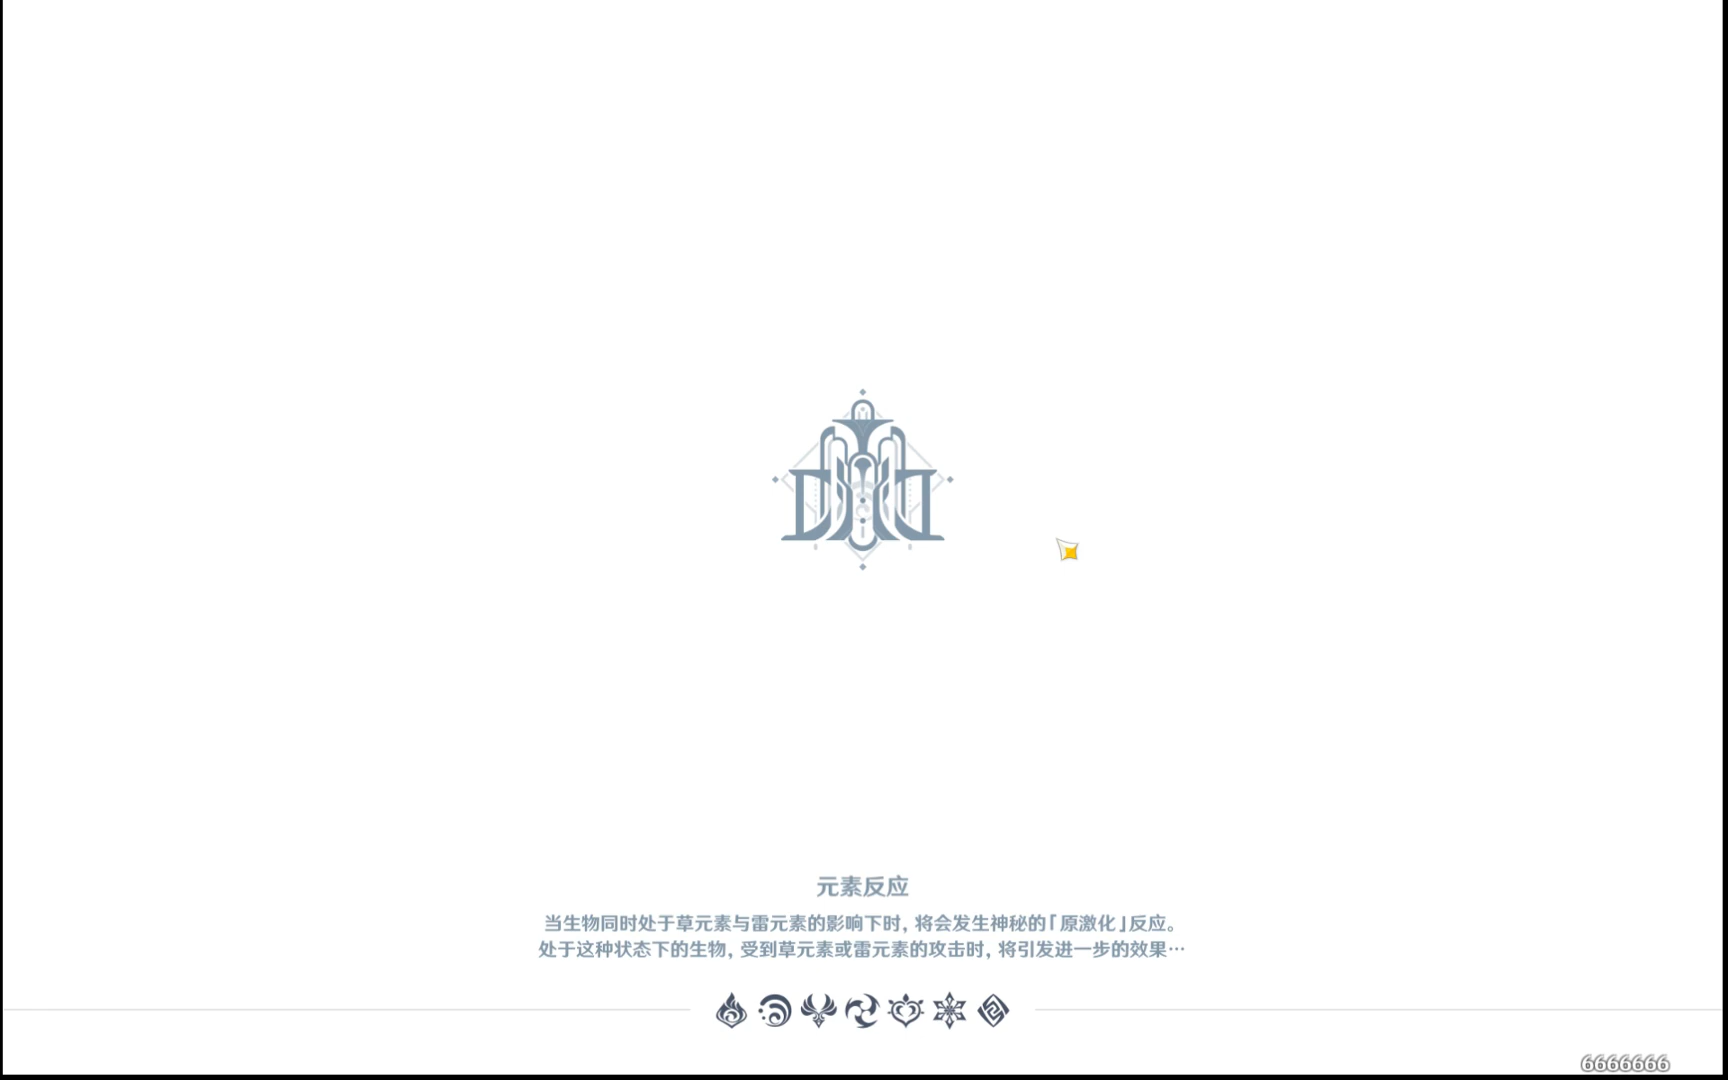 元素反应
当生物同时处于草元素与雷元素的影响下时，将会发生神秘的「原激化」反应。
处于这种状态下的生物，受到草元素或雷元素的攻击时，将引发进一步的效果…
6666666